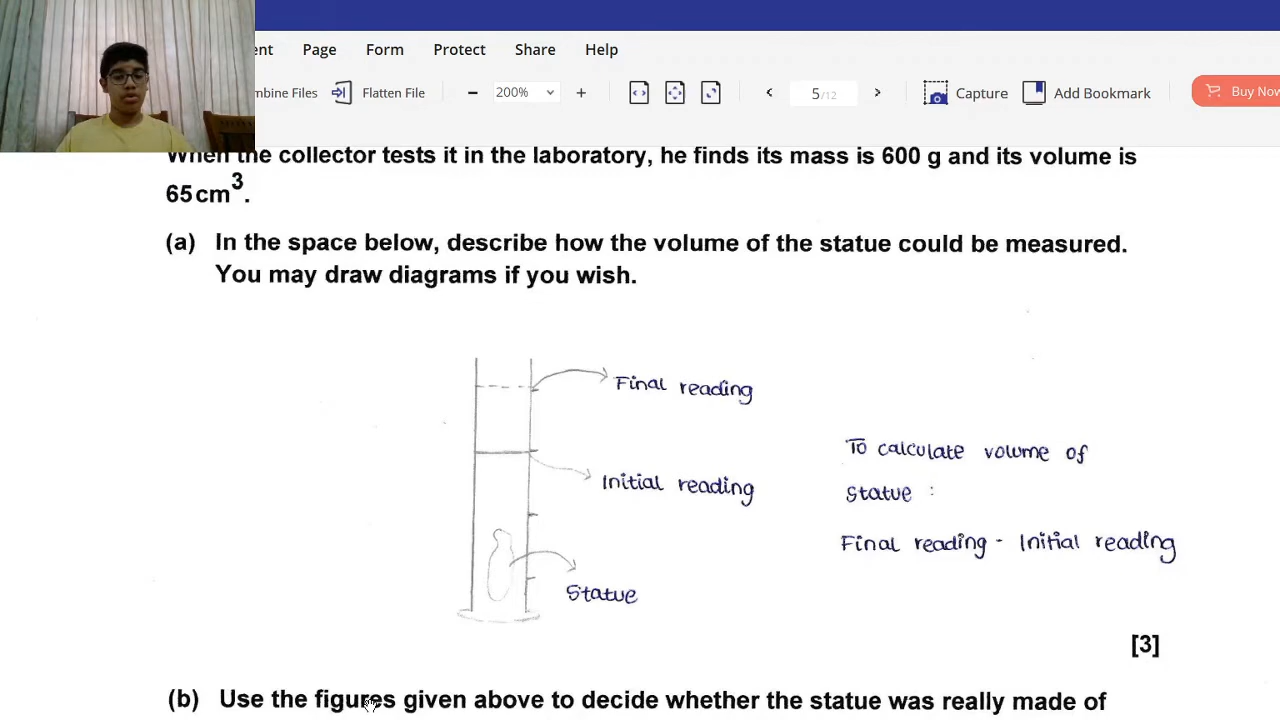 ent Page Form Protect Share Help
mbine Files Flatten File 200% 5/12 Capture Add Bookmark Buy Now
When the collector tests it in the laboratory, he finds its mass is 600 g and its volume is
65 cm³.
(a) In the space below, describe how the volume of the statue could be measured.
You may draw diagrams if you wish.
Final reading
Initial reading
Statue
To calculate volume of
statue :
Final reading - Initial reading
[3]
(b) Use the figures given above to decide whether the statue was really made of